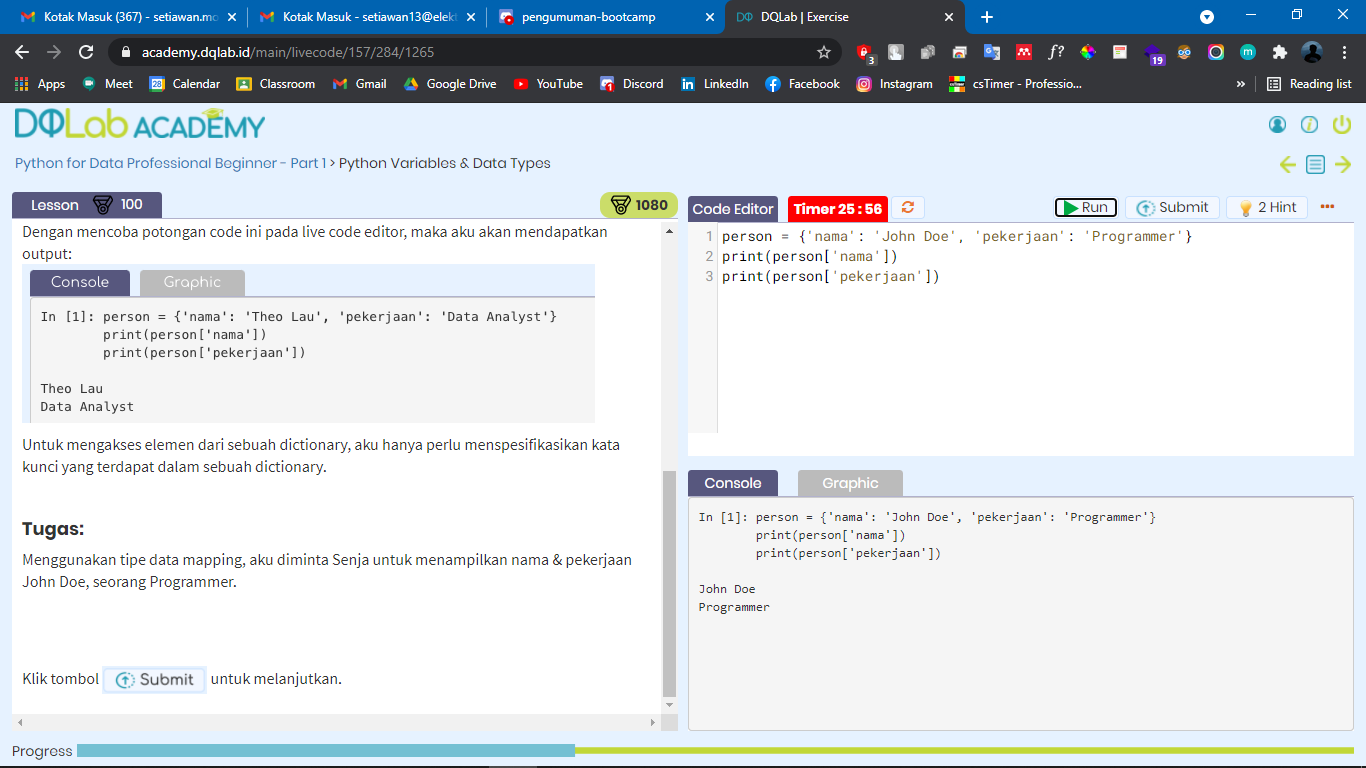 Kotak Masuk (367) - setiawan.mo
Kotak Masuk - setiawan13@elekt
pengumuman-bootcamp
DQLab | Exercise
academy.dqlab.id/main/livecode/157/284/1265
3
f?
19
Apps
Meet
28
Calendar
Classroom
Gmail
Google Drive
YouTube
Discord
LinkedIn
Facebook
Instagram
csTimer - Professio...
»
Reading list
DQLab ACADEMY
Python for Data Professional Beginner - Part 1 > Python Variables & Data Types
Lesson 100
1080
Dengan mencoba potongan code ini pada live code editor, maka aku akan mendapatkan
output:
Console Graphic
In [1]: person = {'nama': 'Theo Lau', 'pekerjaan': 'Data Analyst'}
print(person['nama'])
print(person['pekerjaan'])
Theo Lau
Data Analyst
Untuk mengakses elemen dari sebuah dictionary, aku hanya perlu menspesifikasikan kata
kunci yang terdapat dalam sebuah dictionary.
Tugas:
Menggunakan tipe data mapping, aku diminta Senja untuk menampilkan nama & pekerjaan
John Doe, seorang Programmer.
Klik tombol Submit untuk melanjutkan.
Code Editor
Timer 25 : 56
Run
Submit
2 Hint
1 person = {'nama': 'John Doe', 'pekerjaan': 'Programmer'}
2 print(person['nama'])
3 print(person['pekerjaan'])
Console Graphic
In [1]: person = {'nama': 'John Doe', 'pekerjaan': 'Programmer'}
print(person['nama'])
print(person['pekerjaan'])
John Doe
Programmer
Progress